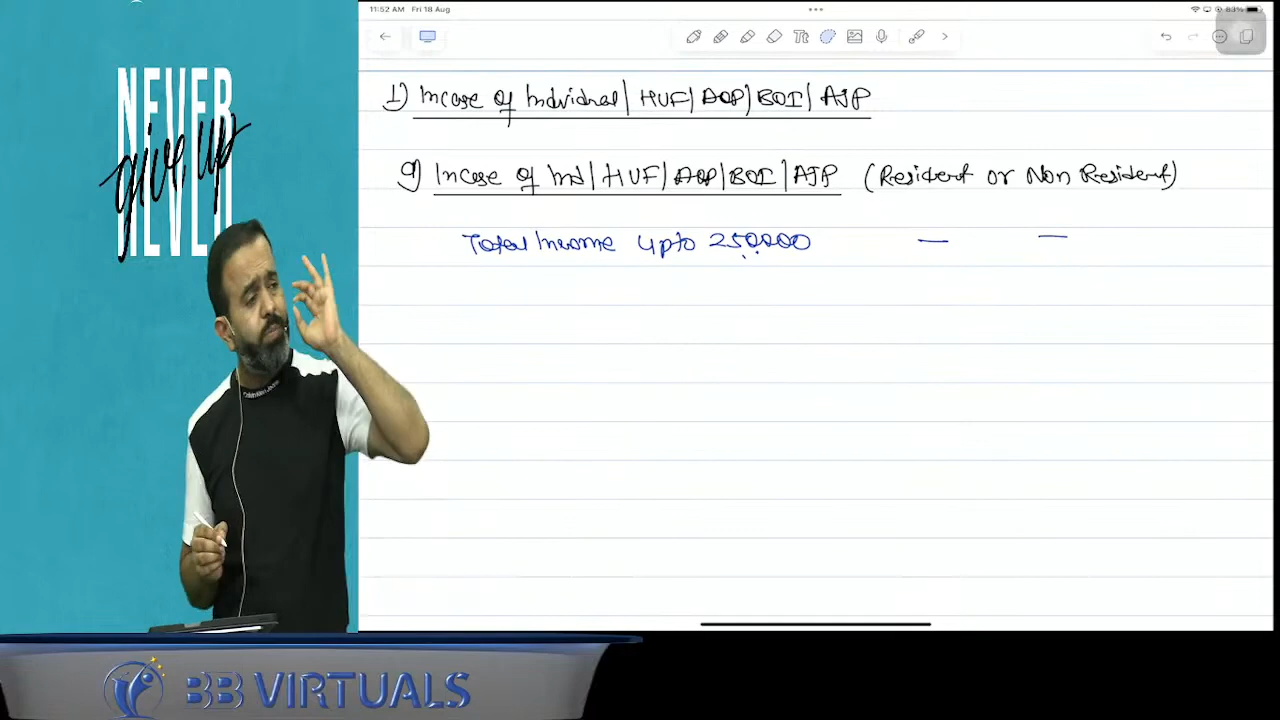 11:52 AM Fri 18 Aug
83%
NEVER
give up
NEVER
1) Incase of Individual | HUF | AOP | BOI | AJP
a) Incase of Ind | HUF | AOP | BOI | AJP (Resident or Non Resident)
Total Income upto 250000 — —
BB VIRTUALS